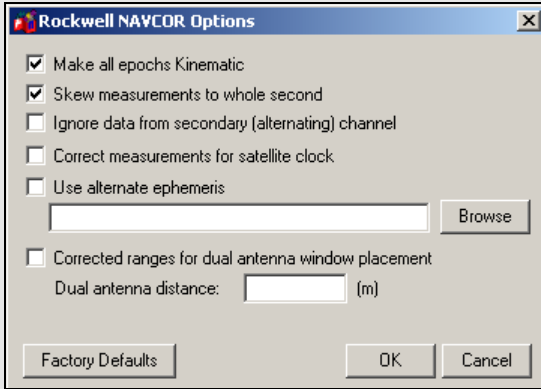 Rockwell NAVCOR Options
Make all epochs Kinematic
Skew measurements to whole second
Ignore data from secondary (alternating) channel
Correct measurements for satellite clock
Use alternate ephemeris
Browse
Corrected ranges for dual antenna window placement
Dual antenna distance: (m)
Factory Defaults OK Cancel